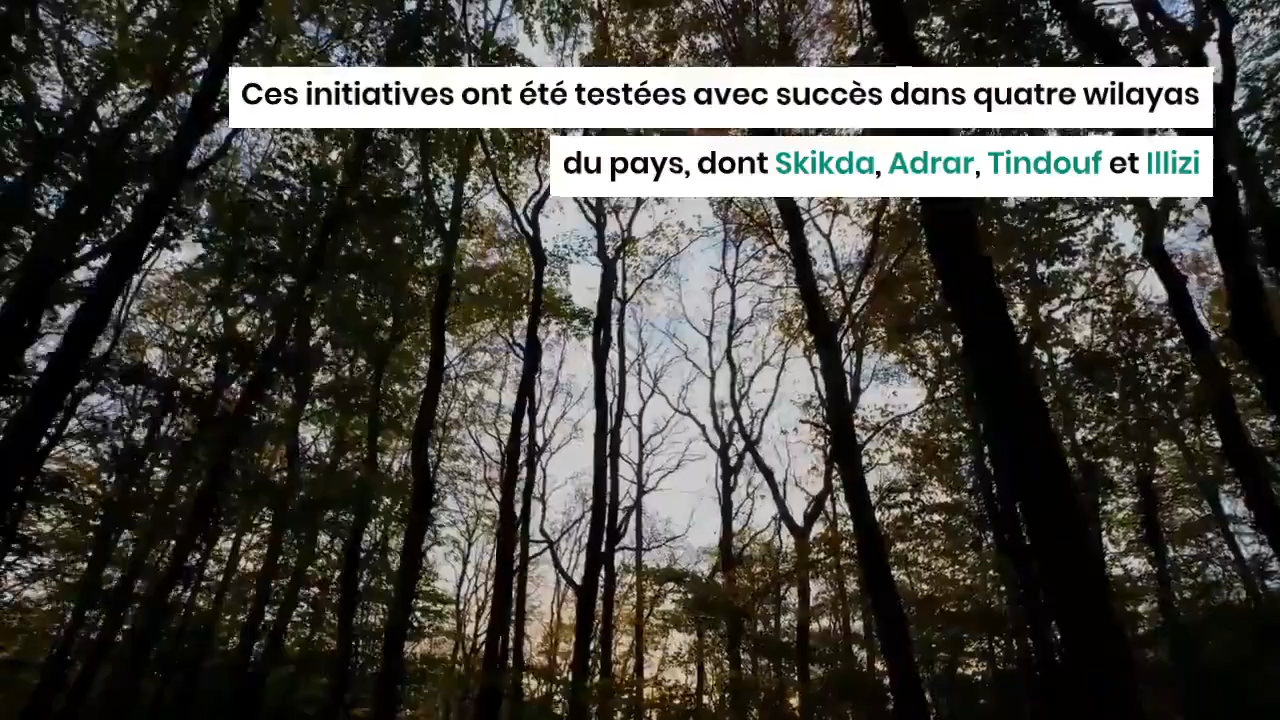 Ces initiatives ont été testées avec succès dans quatre wilayas
du pays, dont Skikda, Adrar, Tindouf et Illizi